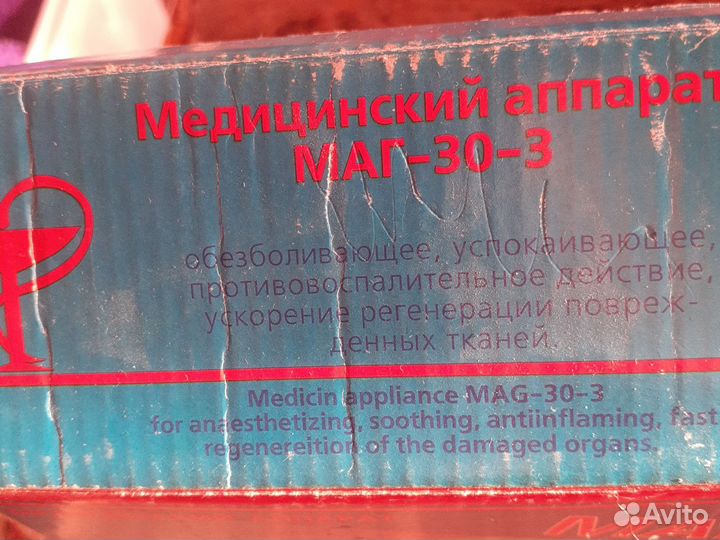 Медицинский аппарат
МАГ-30-3
обезболивающее, успокаивающее,
противовоспалительное действие,
ускорение регенерации повреж-
денных тканей.
Medicin appliance MAG-30-3
for anaesthetizing, soothing, antiinflaming, fast
regenereition of the damaged organs.
Avito